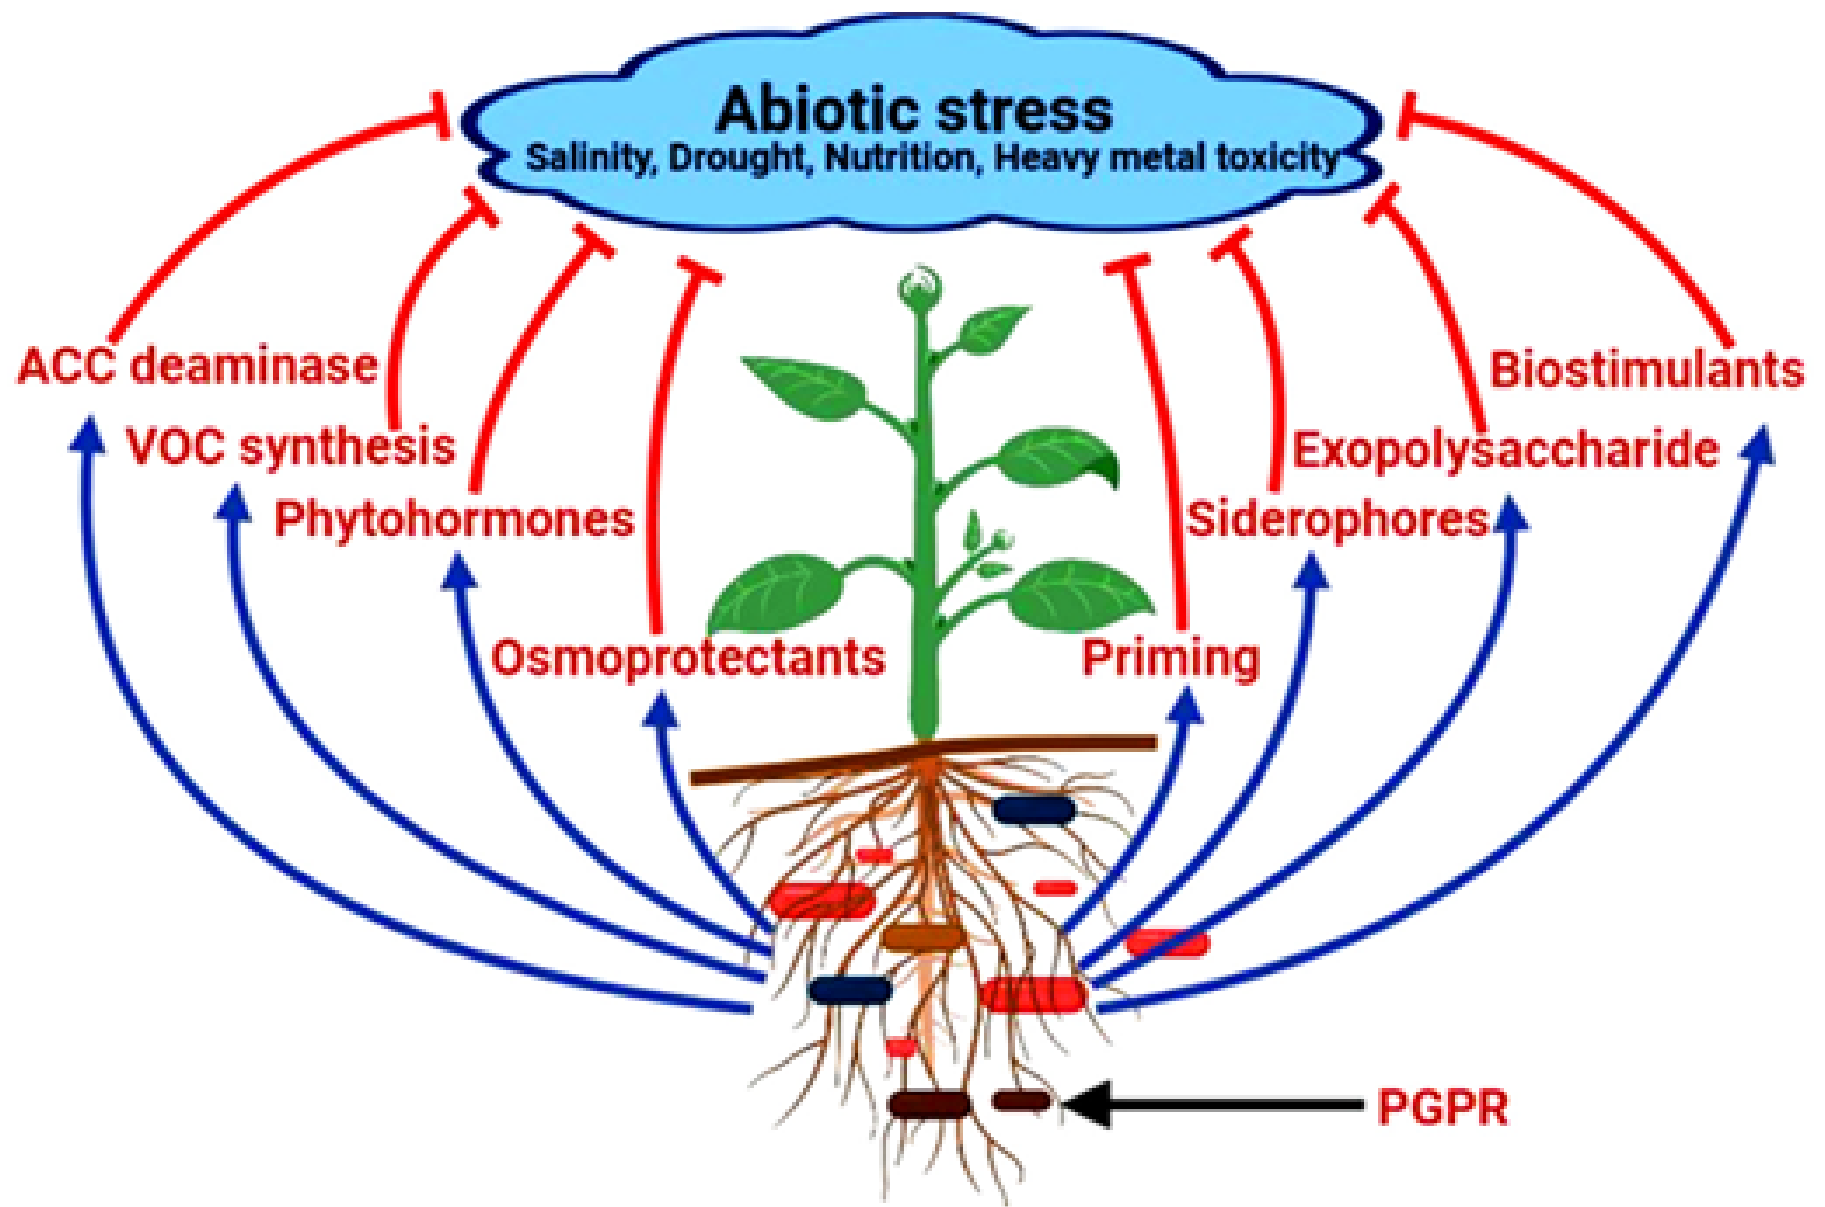 Abiotic stress
Salinity, Drought, Nutrition, Heavy metal toxicity
ACC deaminase
Biostimulants
VOC synthesis
Exopolysaccharide
Phytohormones
Siderophores
Osmoprotectants
Priming
PGPR